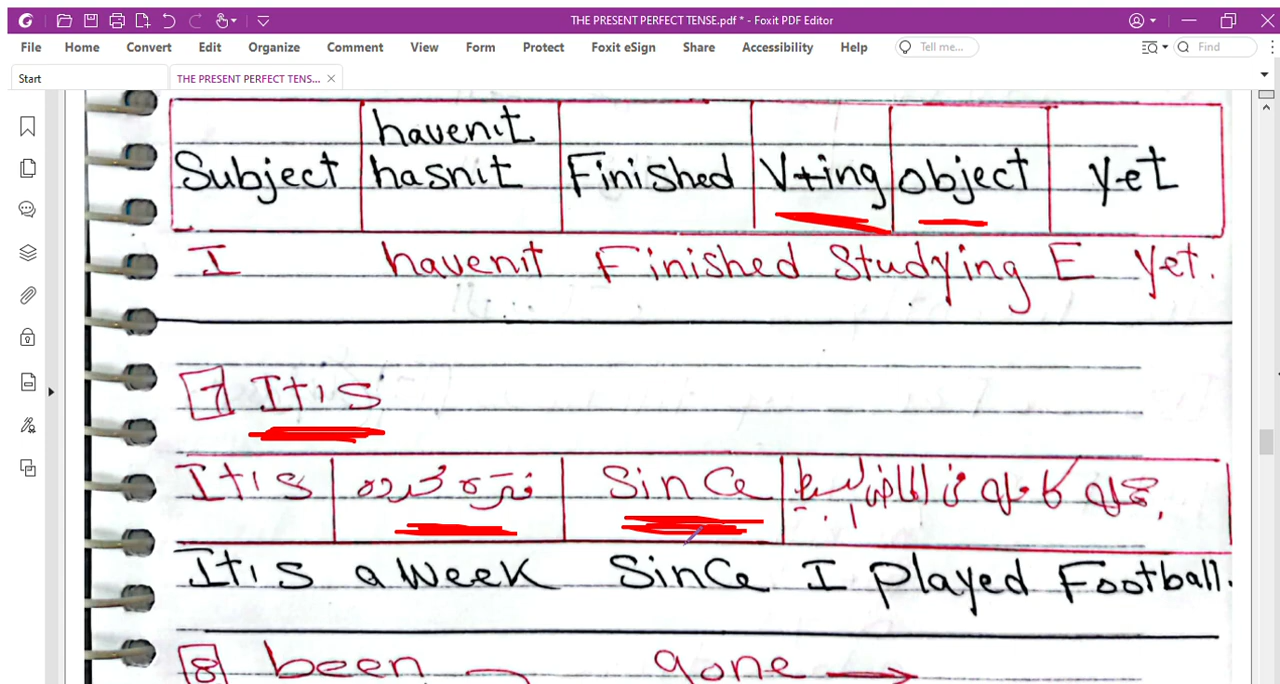 THE PRESENT PERFECT TENSE.pdf * - Foxit PDF Editor
File Home Convert Edit Organize Comment View Form Protect Foxit eSign Share Accessibility Help Tell me... Find
Start THE PRESENT PERFECT TENS...
Subject haven't hasn't Finished V+ing object yet
I haven't Finished Studying E yet.
7 It's
It's فترة محددة Since جملة كاملة في الماضي البسيط.
It's a week Since I played Football.
8 been gone